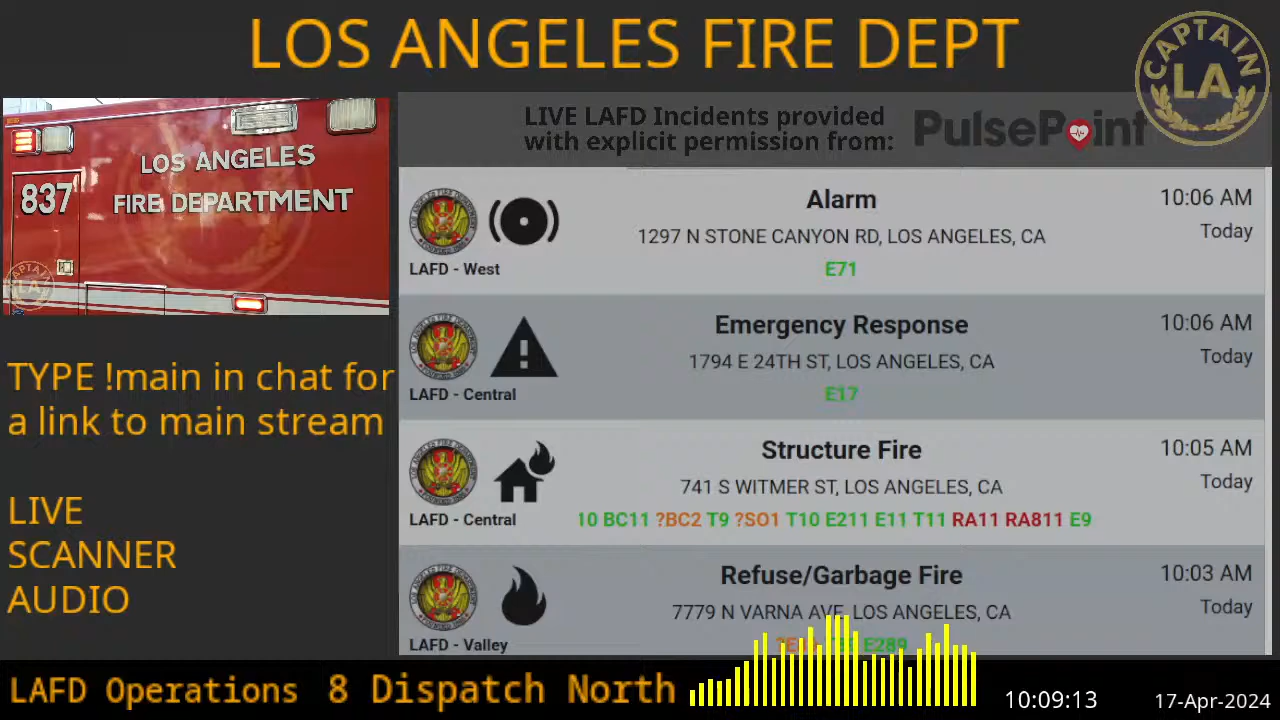 LOS ANGELES FIRE DEPT
CAPTAIN
LA
LIVE LAFD Incidents provided
with explicit permission from:
PulsePoint
837
LOS ANGELES
FIRE DEPARTMENT
CAPTAIN
LA
Alarm
10:06 AM
1297 N STONE CANYON RD, LOS ANGELES, CA
Today
LAFD - West
E71
Emergency Response
10:06 AM
1794 E 24TH ST, LOS ANGELES, CA
Today
LAFD - Central
E17
Structure Fire
10:05 AM
741 S WITMER ST, LOS ANGELES, CA
Today
LAFD - Central
10 BC11 ?BC2 T9 ?SO1 T10 E211 E11 T11 RA11 RA811 E9
Refuse/Garbage Fire
10:03 AM
7779 N VARNA AVE, LOS ANGELES, CA
Today
LAFD - Valley
E289
TYPE !main in chat for
a link to main stream
LIVE
SCANNER
AUDIO
LAFD Operations 8 Dispatch North
10:09:13
17-Apr-2024